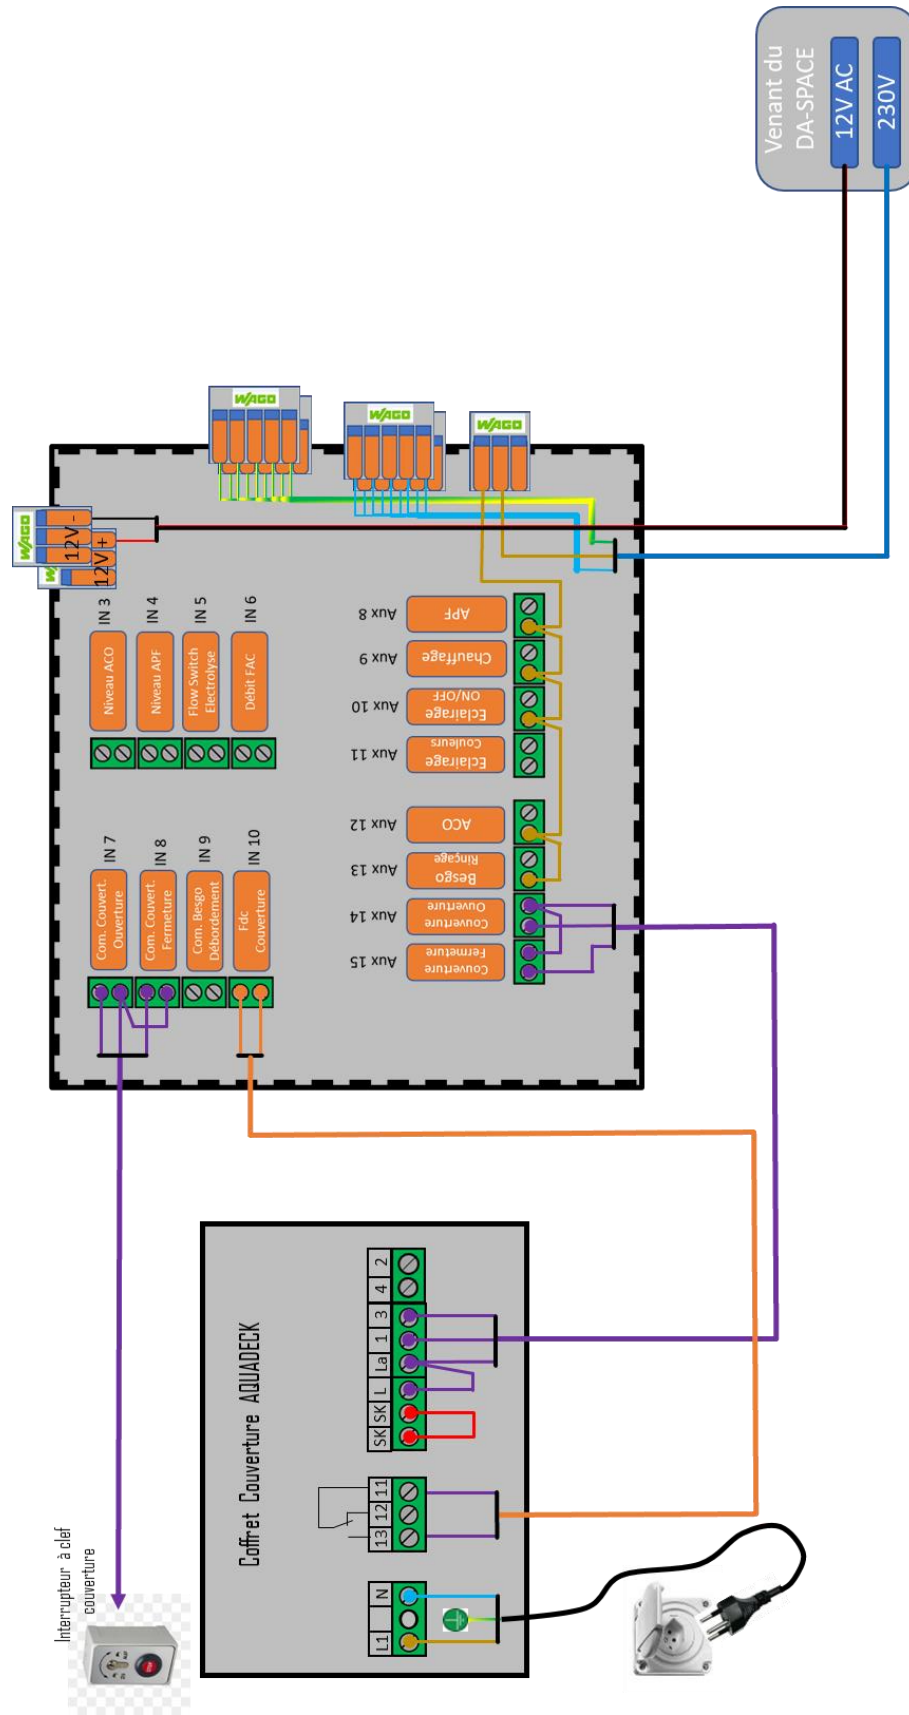 Venant du
DA-SPACE
12V AC
230V
WAGO
WAGO
WAGO
WAGO
12V -
12V +
IN 3
Niveau ACO
IN 4
Niveau APF
IN 5
Flow Switch
Electrolyse
IN 6
Débit FAC
IN 7
Com. Couvert.
Ouverture
IN 8
Com. Couvert.
Fermeture
IN 9
Com. Besgo
Débordement
IN 10
Fdc
Couverture
Aux 8
APF
Aux 9
Chauffage
Aux 10
Eclairage
ON/OFF
Aux 11
Eclairage
Couleurs
Aux 12
ACO
Aux 13
Besgo
Rinçage
Aux 14
Couverture
Ouverture
Aux 15
Couverture
Fermeture
Coffret Couverture AQUADECK
L1
N
13
12
11
SK
SK
L
La
1
3
4
2
Interrupteur à clef
couverture